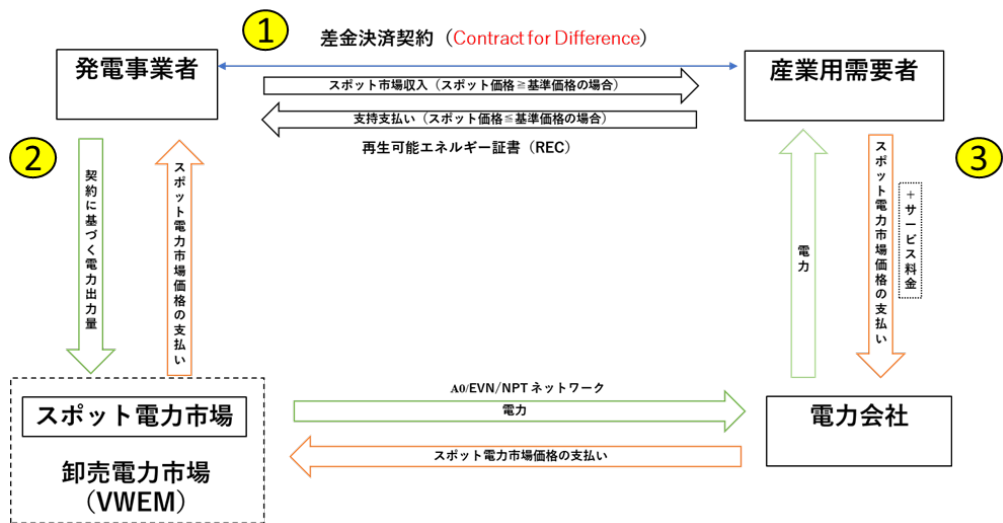 ①
差金決済契約（Contract for Difference）
発電事業者
産業用需要者
スポット市場収入（スポット価格≧基準価格の場合）
支持支払い（スポット価格≦基準価格の場合）
再生可能エネルギー証書（REC）
②
③
契約に基づく電力出力量
スポット電力市場価格の支払い
電力
スポット電力市場価格の支払い
＋サービス料金
A0/EVN/NPTネットワーク
電力
スポット電力市場価格の支払い
スポット電力市場
卸売電力市場
（VWEM）
電力会社